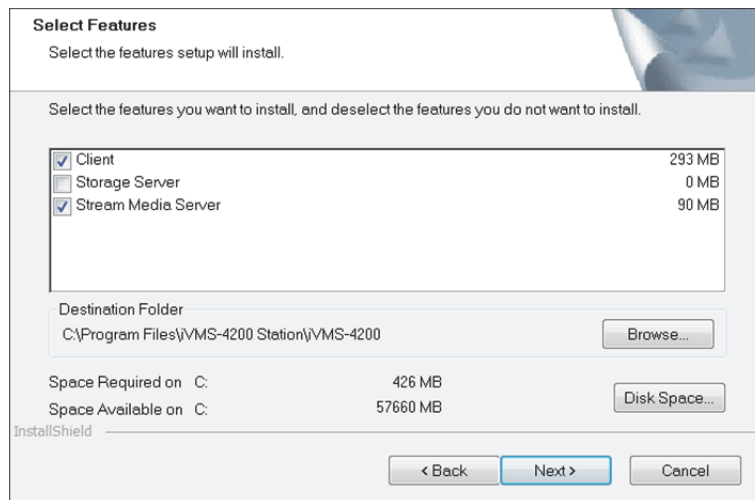 Select Features
Select the features setup will install.
Select the features you want to install, and deselect the features you do not want to install.
Client 293 MB
Storage Server 0 MB
Stream Media Server 90 MB
Destination Folder
C:\Program Files\iVMS-4200 Station\iVMS-4200
Browse...
Space Required on C: 426 MB
Space Available on C: 57660 MB
Disk Space...
InstallShield
< Back Next > Cancel